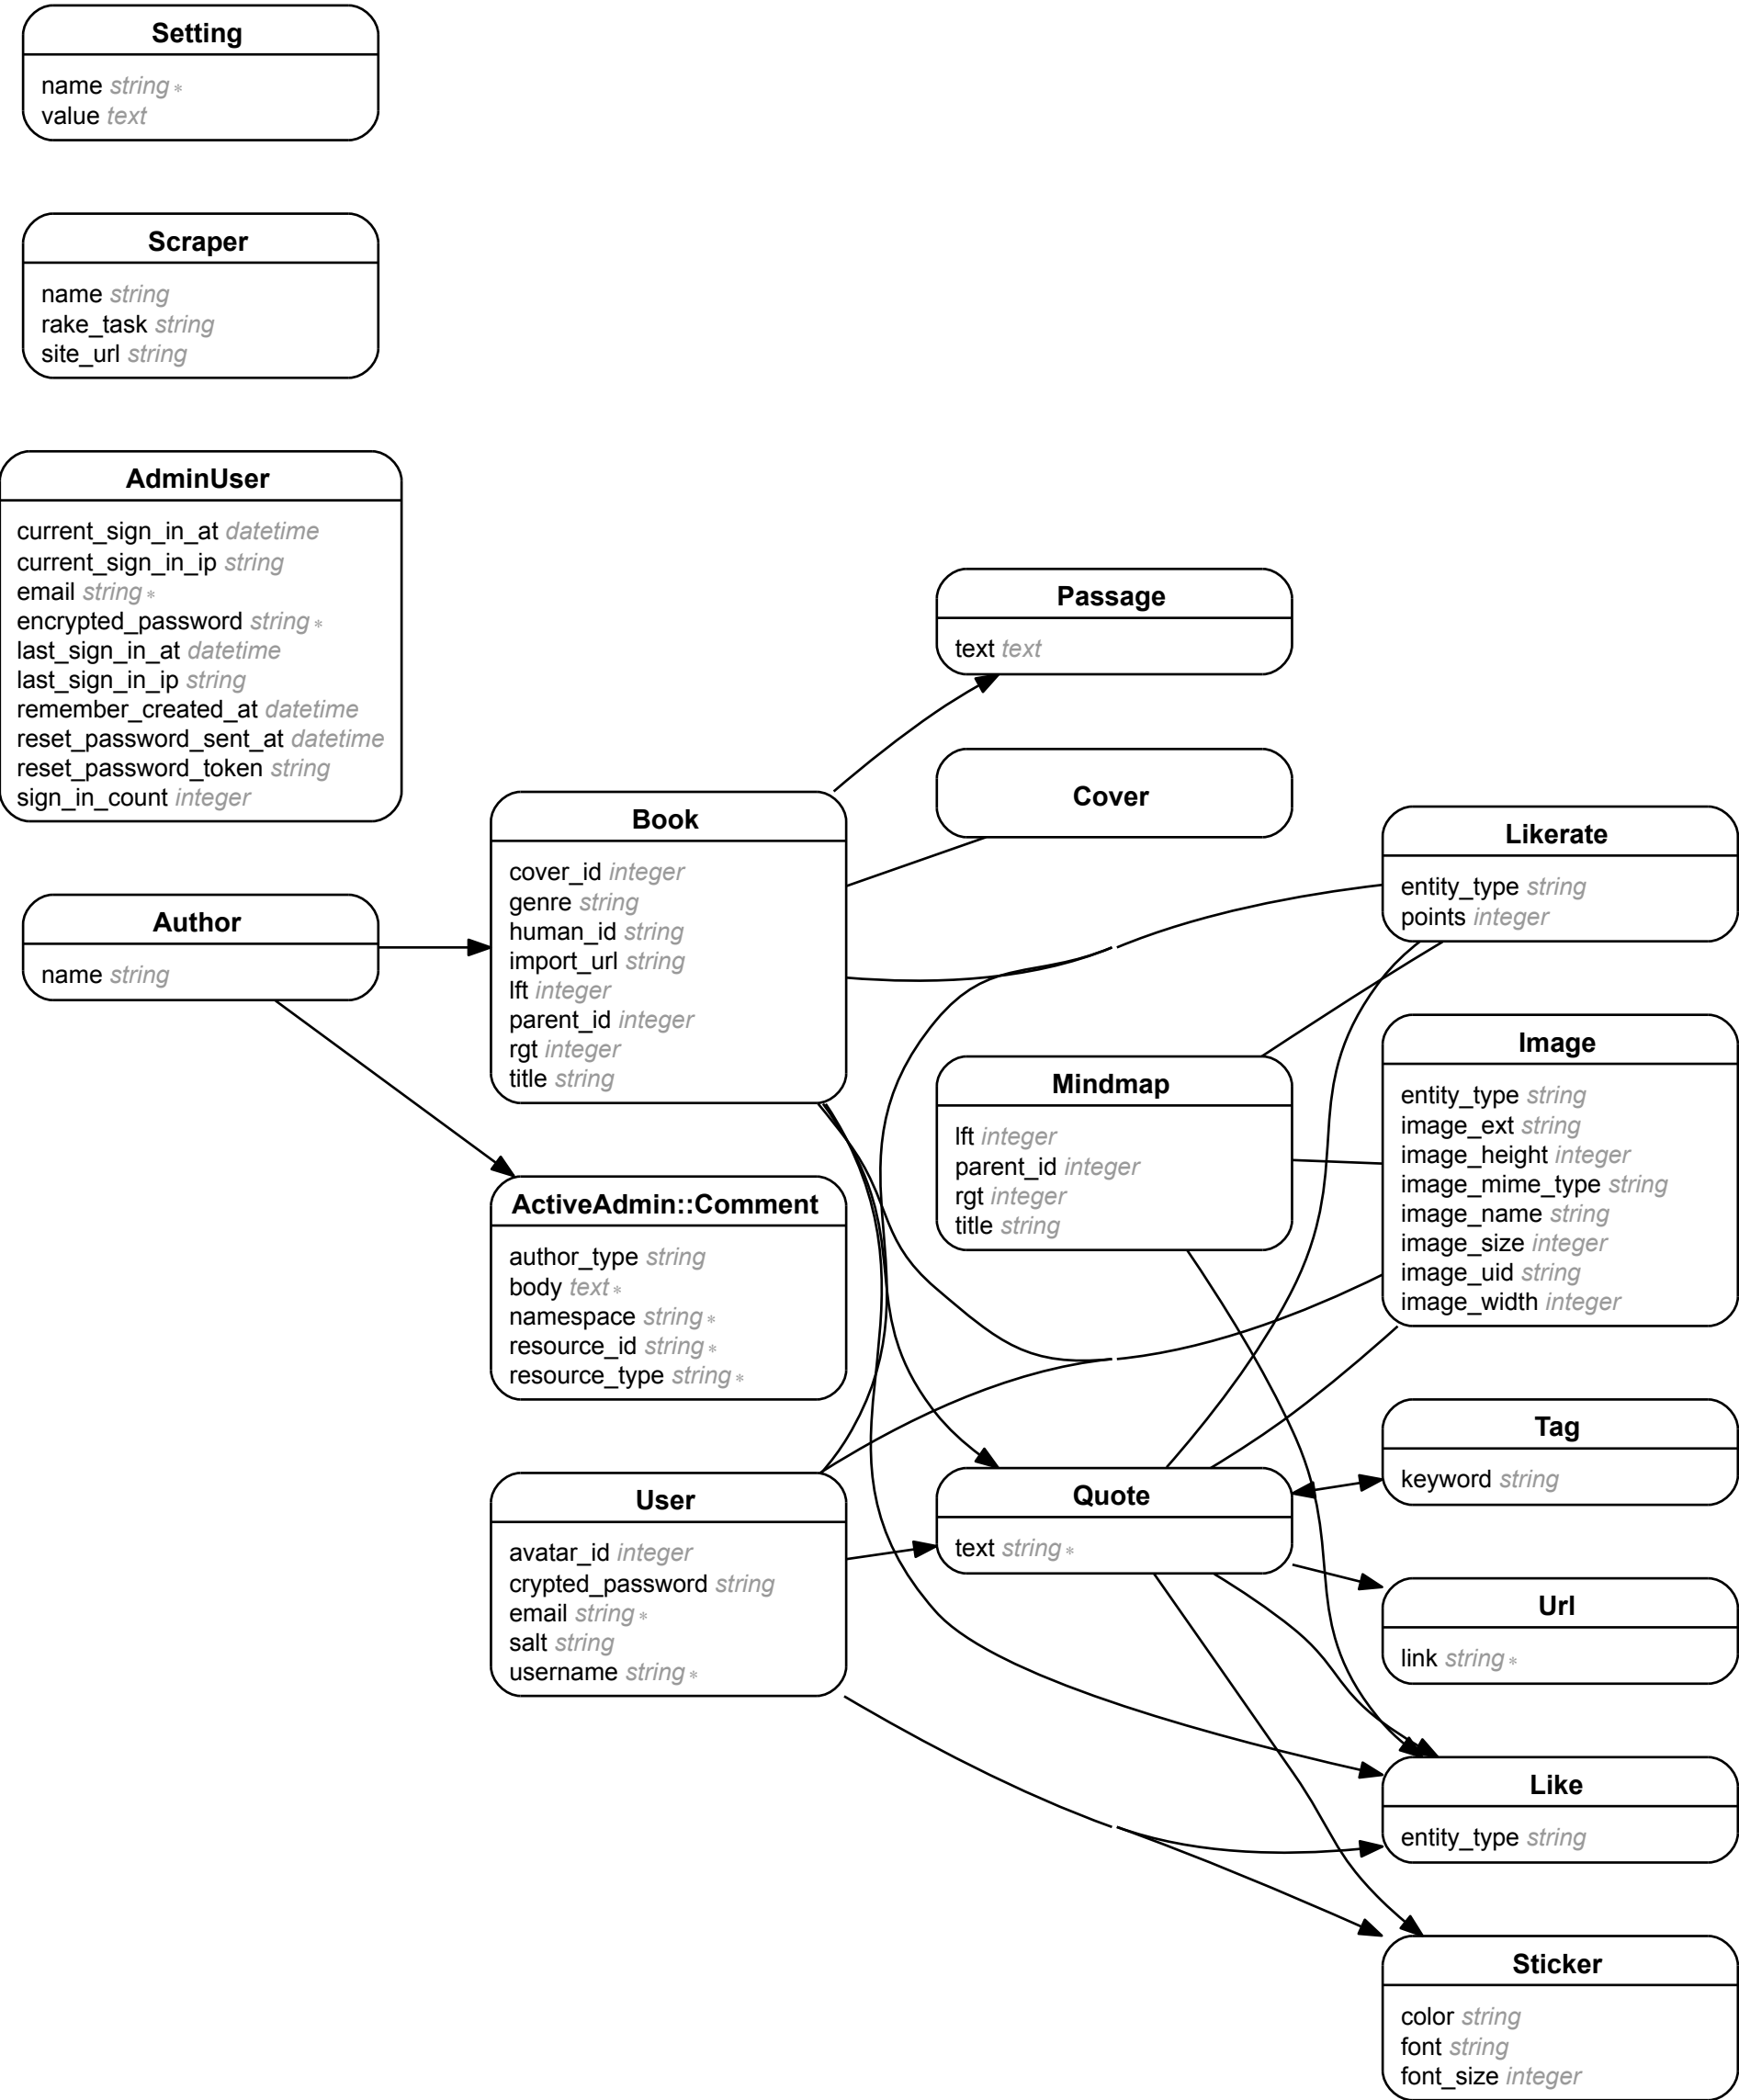 Setting
name string *
value text
Scraper
name string
rake_task string
site_url string
AdminUser
current_sign_in_at datetime
current_sign_in_ip string
email string *
encrypted_password string *
last_sign_in_at datetime
last_sign_in_ip string
remember_created_at datetime
reset_password_sent_at datetime
reset_password_token string
sign_in_count integer
Author
name string
Book
cover_id integer
genre string
human_id string
import_url string
lft integer
parent_id integer
rgt integer
title string
ActiveAdmin::Comment
author_type string
body text *
namespace string *
resource_id string *
resource_type string *
User
avatar_id integer
crypted_password string
email string *
salt string
username string *
Passage
text text
Cover
Mindmap
lft integer
parent_id integer
rgt integer
title string
Quote
text string *
Likerate
entity_type string
points integer
Image
entity_type string
image_ext string
image_height integer
image_mime_type string
image_name string
image_size integer
image_uid string
image_width integer
Tag
keyword string
Url
link string *
Like
entity_type string
Sticker
color string
font string
font_size integer